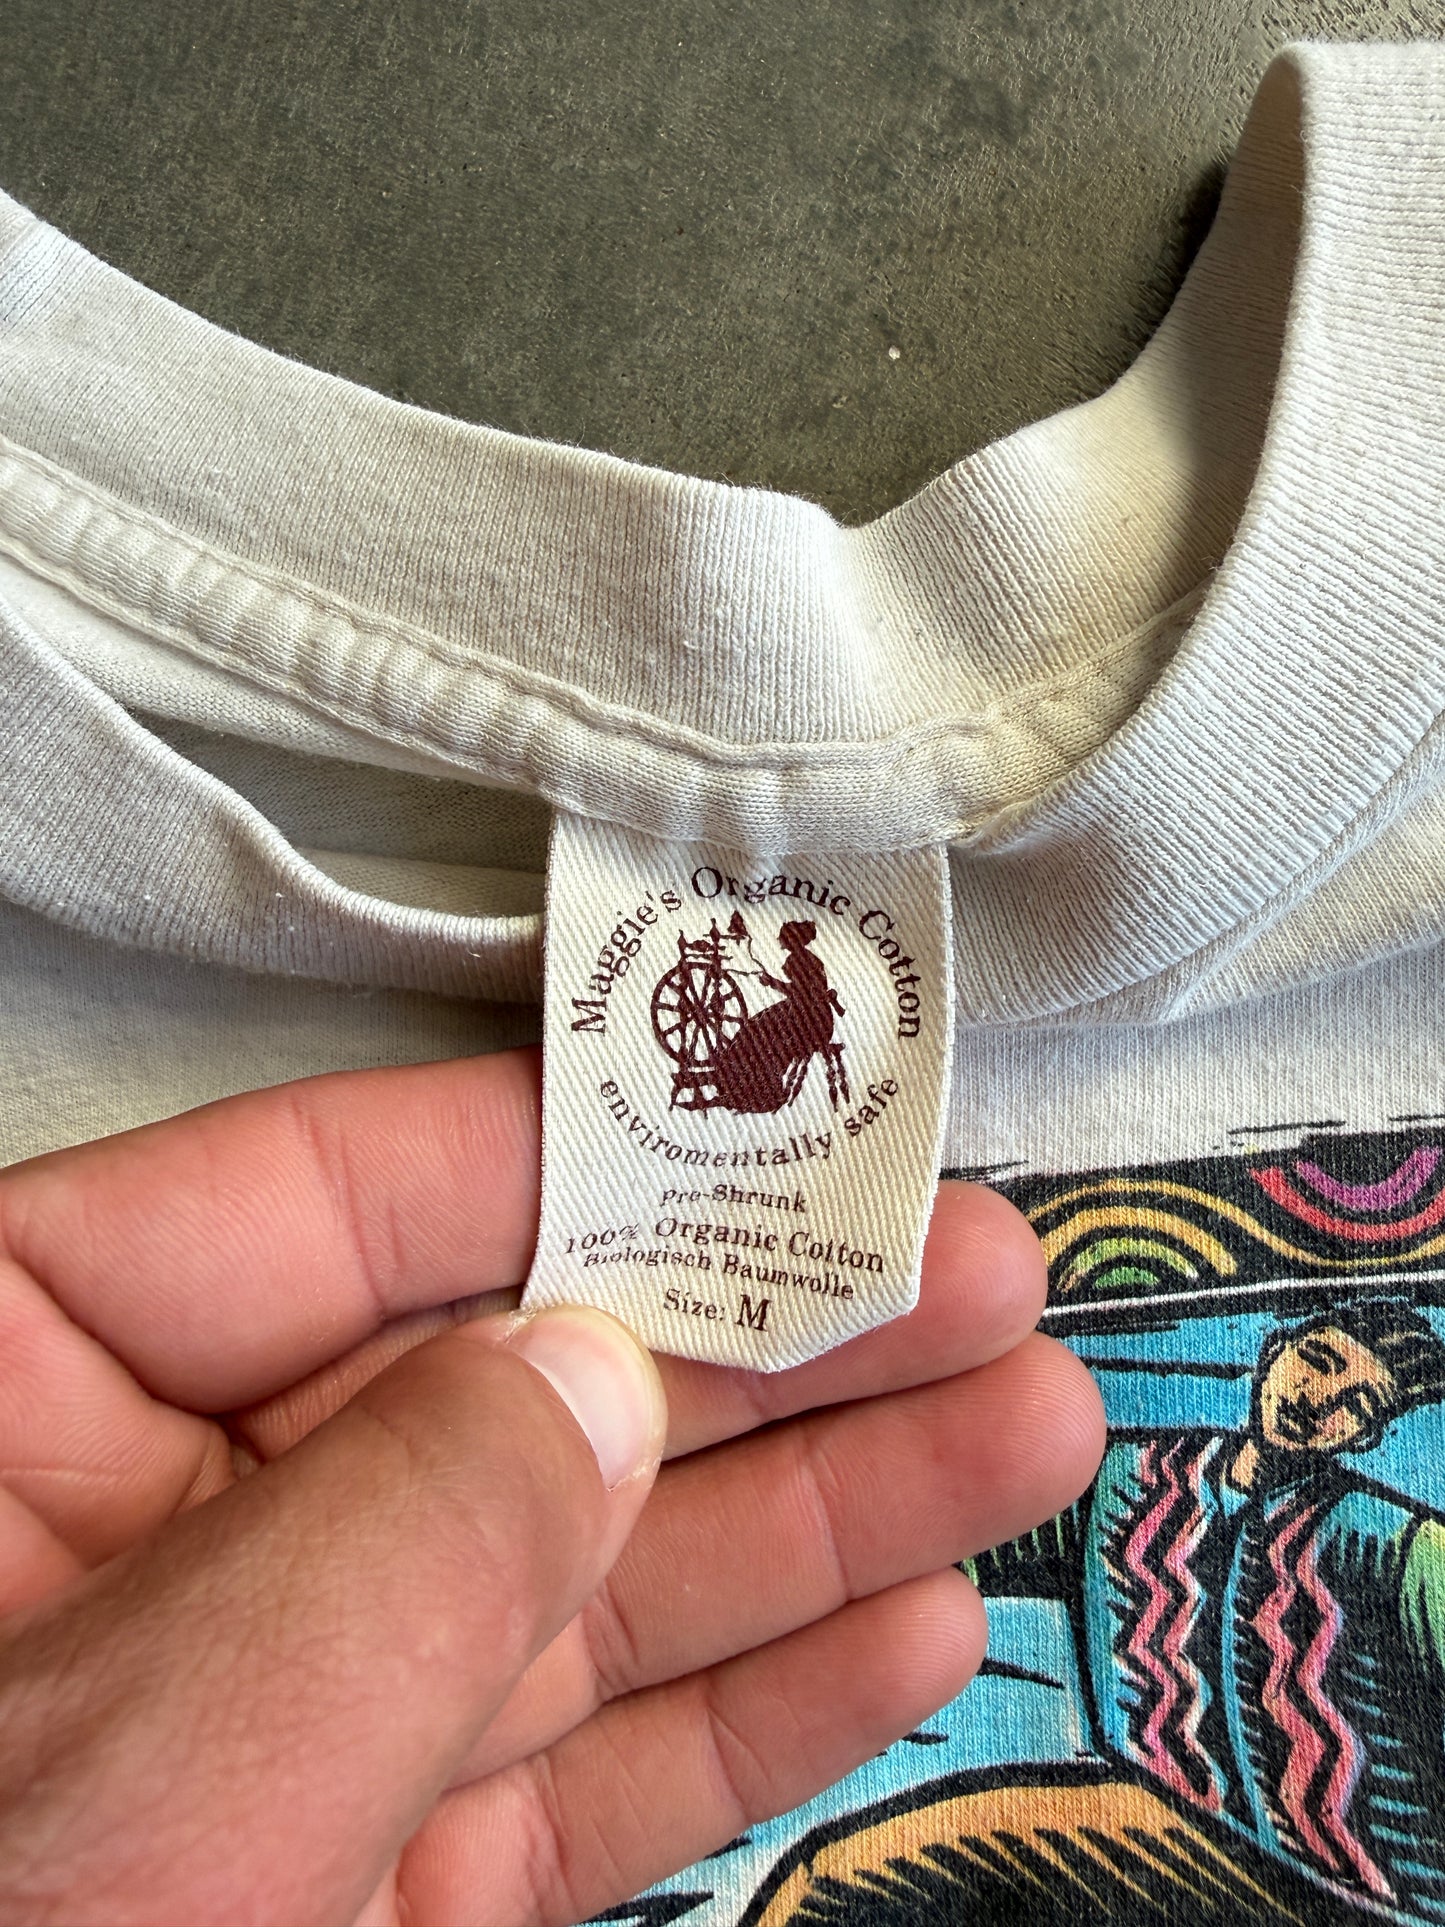 Maggie's Organic Cotton
enviromentally safe
pre-Shrunk
100% Organic Cotton
Biologisch Baumwolle
Size: M